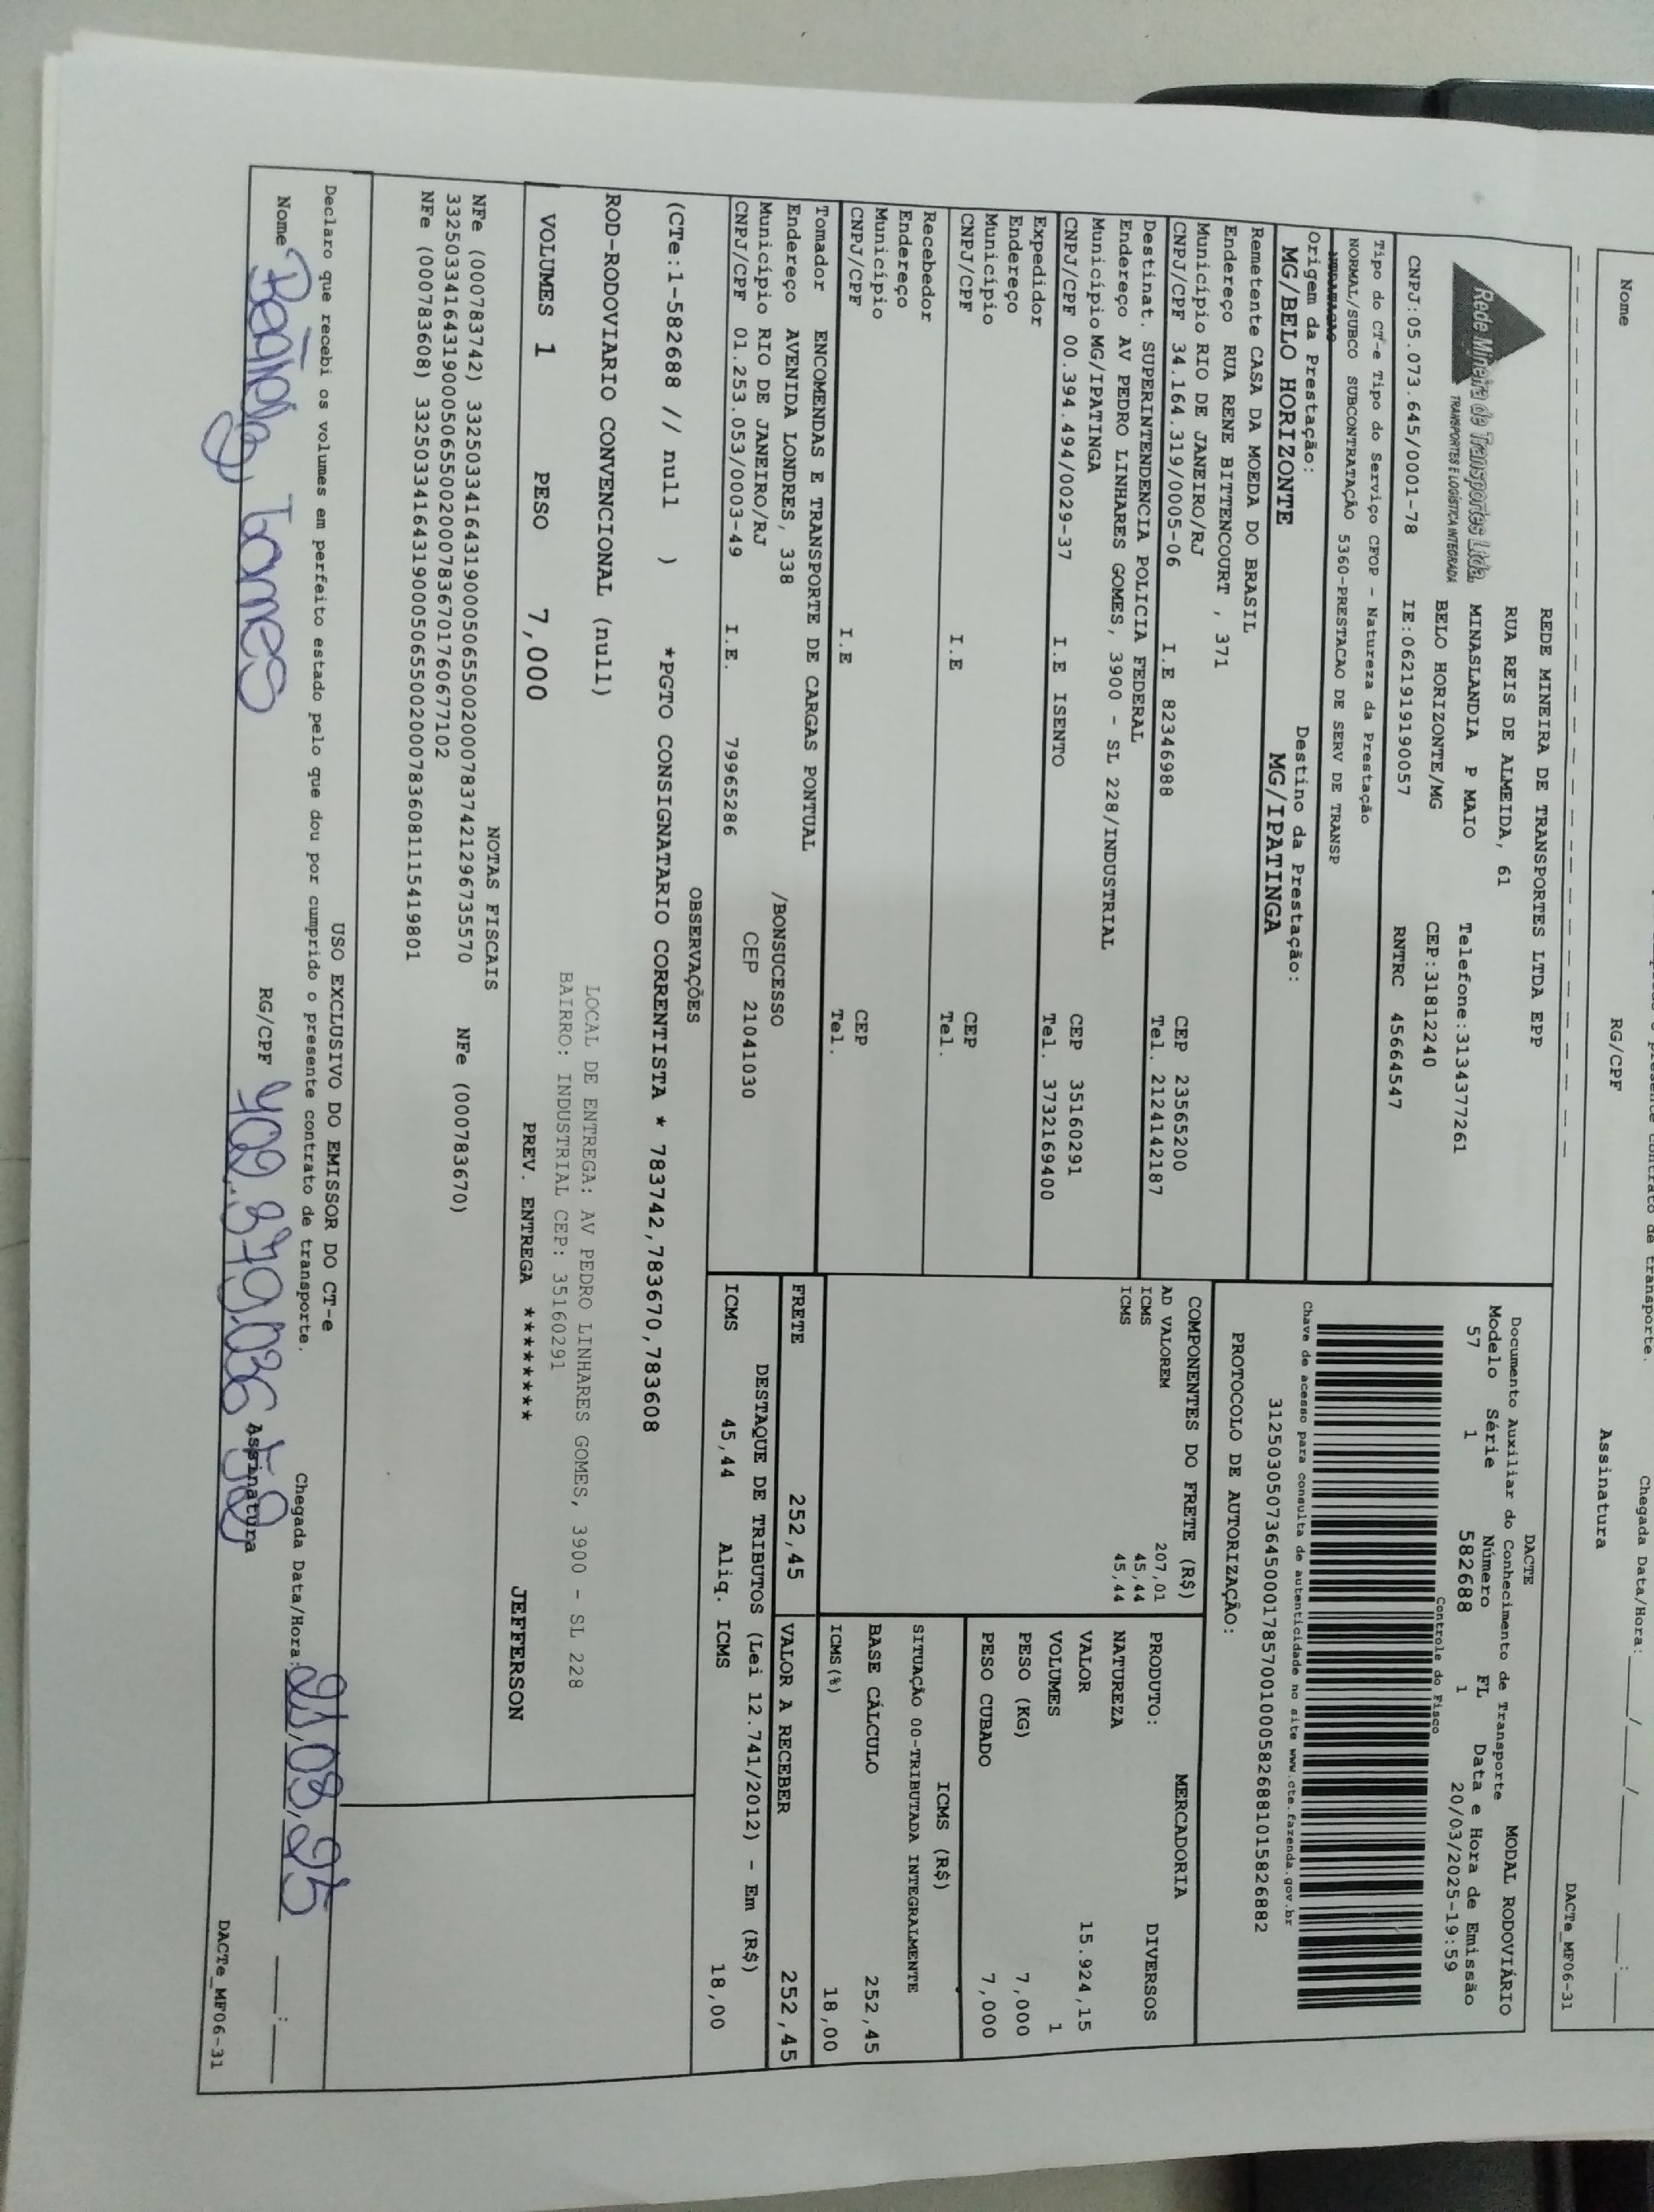 e presente contrato de transporte.
Chegada Data/Hora: ____/____/______ ___:___
Nome RG/CPF Assinatura
DACTe_MF06-31
Rede Mineira de Transportes Ltda.
TRANSPORTES E LOGÍSTICA INTEGRADA
REDE MINEIRA DE TRANSPORTES LTDA EPP
RUA REIS DE ALMEIDA, 61
MINASLANDIA P MAIO Telefone:3134377261
BELO HORIZONTE/MG CEP:31812240
CNPJ:05.073.645/0001-78 IE:0621919190057 RNTRC 45664547
DACTE
Documento Auxiliar do Conhecimento de Transporte MODAL RODOVIÁRIO
Modelo Série Número FL Data e Hora de Emissão
57 1 582688 1 20/03/2025-19:59
Controle do Fisco
Chave de acesso para consulta de autenticidade no site www.cte.fazenda.gov.br
31250305073645000178570010005826881015826882
PROTOCOLO DE AUTORIZAÇÃO:
Tipo do CT-e Tipo do Serviço CFOP - Natureza da Prestação
NORMAL/SUBCO SUBCONTRATAÇÃO 5360-PRESTACAO DE SERV DE TRANSP
Origem da Prestação: Destino da Prestação:
MG/BELO HORIZONTE MG/IPATINGA
Remetente CASA DA MOEDA DO BRASIL
Endereço RUA RENE BITTENCOURT , 371
Município RIO DE JANEIRO/RJ CEP 23565200
CNPJ/CPF 34.164.319/0005-06 I.E 82346988 Tel. 2124142187
Destinat. SUPERINTENDENCIA POLICIA FEDERAL
Endereço AV PEDRO LINHARES GOMES, 3900 - SL 228/INDUSTRIAL
Município MG/IPATINGA CEP 35160291
CNPJ/CPF 00.394.494/0029-37 I.E ISENTO Tel. 3732169400
Expedidor
Endereço
Município CEP
CNPJ/CPF I.E Tel.
Recebedor
Endereço
Município CEP
CNPJ/CPF I.E Tel.
Tomador ENCOMENDAS E TRANSPORTE DE CARGAS PONTUAL
Endereço AVENIDA LONDRES, 338 /BONSUCESSO
Município RIO DE JANEIRO/RJ CEP 21041030
CNPJ/CPF 01.253.053/0003-49 I.E. 79965286
COMPONENTES DO FRETE (R$)
AD VALOREM 207,01
ICMS 45,44
ICMS 45,44
MERCADORIA
PRODUTO: DIVERSOS
NATUREZA
VALOR 15.924,15
VOLUMES 1
PESO (KG) 7,000
PESO CUBADO 7,000
ICMS (R$)
SITUAÇÃO 00-TRIBUTADA INTEGRALMENTE
BASE CÁLCULO 252,45
ICMS(%) 18,00
FRETE 252,45 VALOR A RECEBER 252,45
DESTAQUE DE TRIBUTOS (Lei 12.741/2012) - Em (R$)
ICMS 45,44 Aliq. ICMS 18,00
OBSERVAÇÕES
(CTe:1-582688 // null ) *PGTO CONSIGNATARIO CORRENTISTA * 783742,783670,783608
ROD-RODOVIARIO CONVENCIONAL (null) LOCAL DE ENTREGA: AV PEDRO LINHARES GOMES, 3900 - SL 228
BAIRRO: INDUSTRIAL CEP: 35160291
VOLUMES 1 PESO 7,000 PREV. ENTREGA ******** JEFFERSON
NOTAS FISCAIS
NFe (000783742) 33250334164319000506550020007837421296735570 NFe (000783670)
33250334164319000506550020007836701760677102
NFe (000783608) 33250334164319000506550020007836081115419801
USO EXCLUSIVO DO EMISSOR DO CT-e
Declaro que recebi os volumes em perfeito estado pelo que dou por cumprido o presente contrato de transporte. Chegada Data/Hora: 21/03/25 ___:___
Nome RG/CPF Assinatura
DACTe_MF06-31